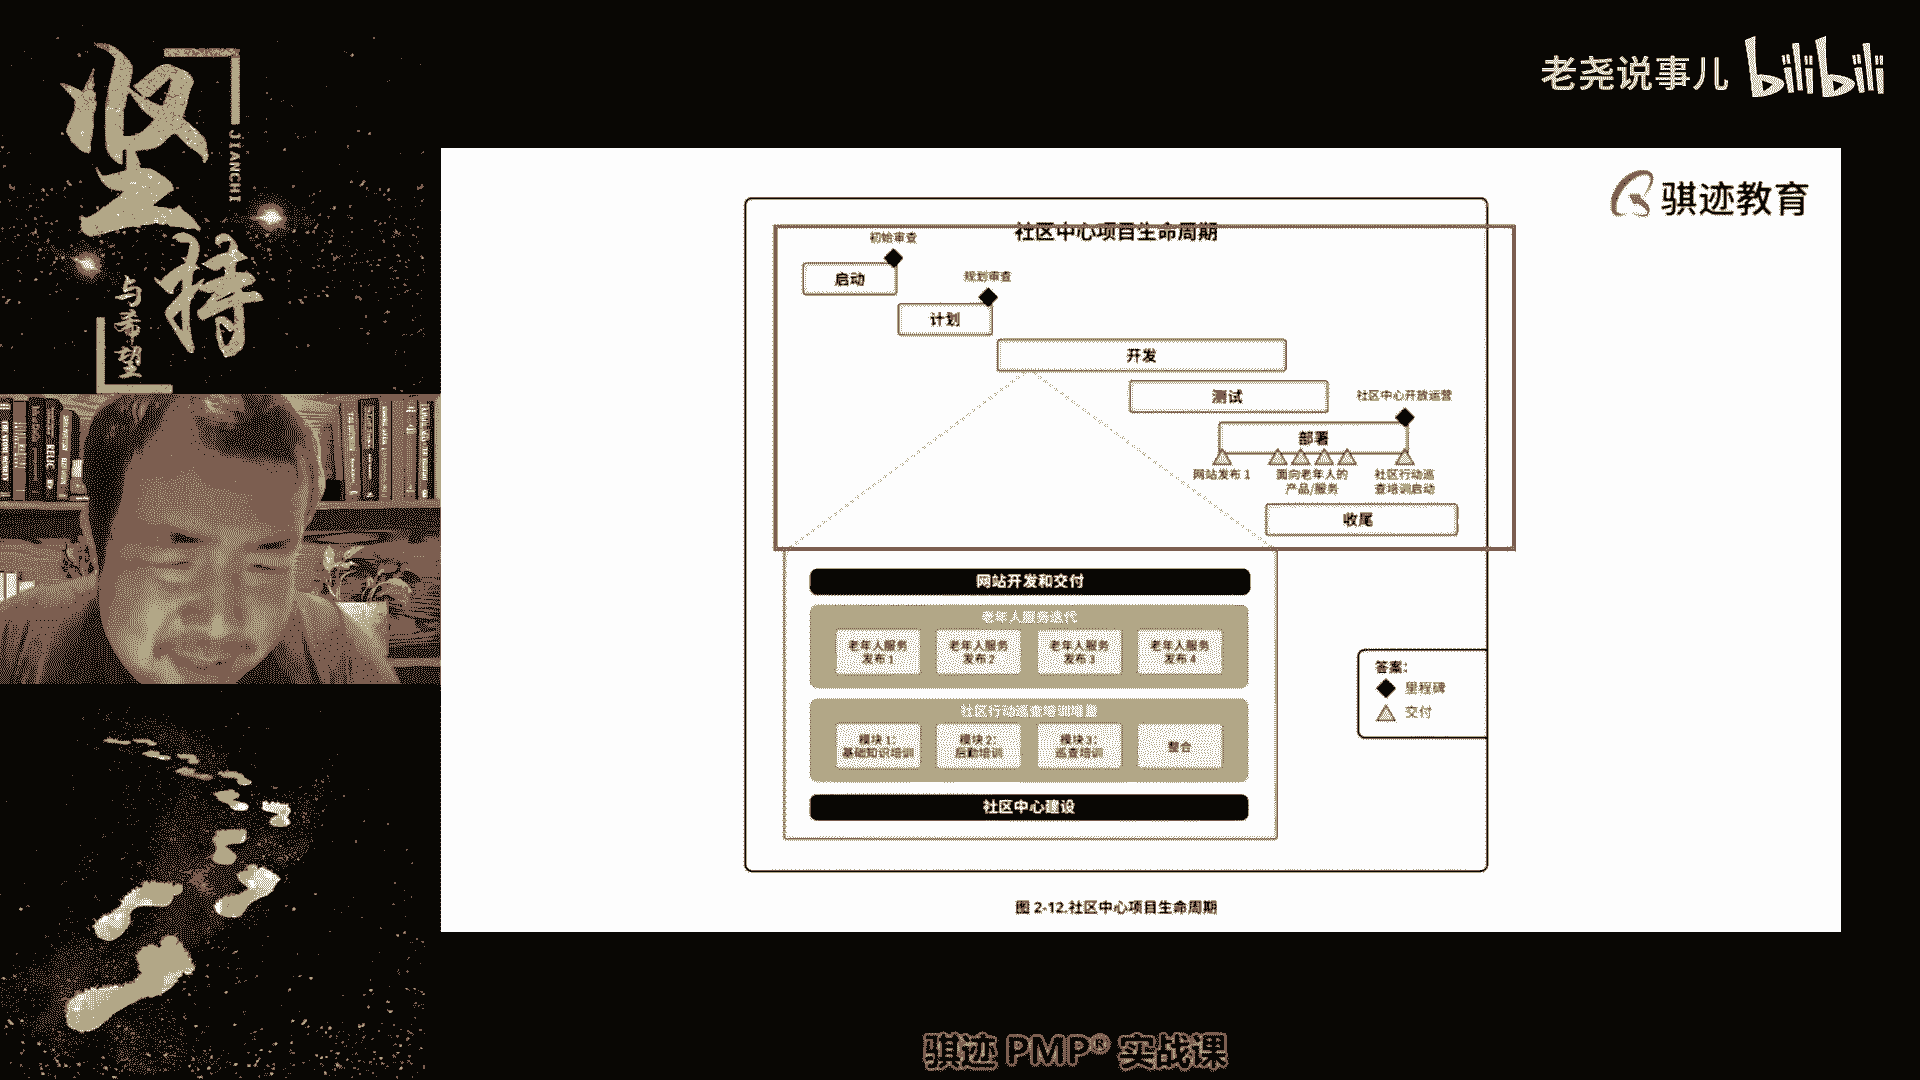 坚持
JIANCHI
与希望
老尧说事儿 bilibili
骐迹教育
社区中心项目生命周期
初始审查
启动
规划审查
计划
开发
测试
社区中心开放运营
部署
网站发布 1
面向老年人的
产品/服务
社区行动巡
查培训启动
收尾
网站开发和交付
老年人服务迭代
老年人服务
发布 1
老年人服务
发布 2
老年人服务
发布 3
老年人服务
发布 4
社区行动巡查培训增量
模块 1：
基础知识培训
模块 2：
后勤培训
模块 3：
巡查培训
整合
社区中心建设
答案：
里程碑
交付
图 2-12.社区中心项目生命周期
骐迹 PMP® 实战课